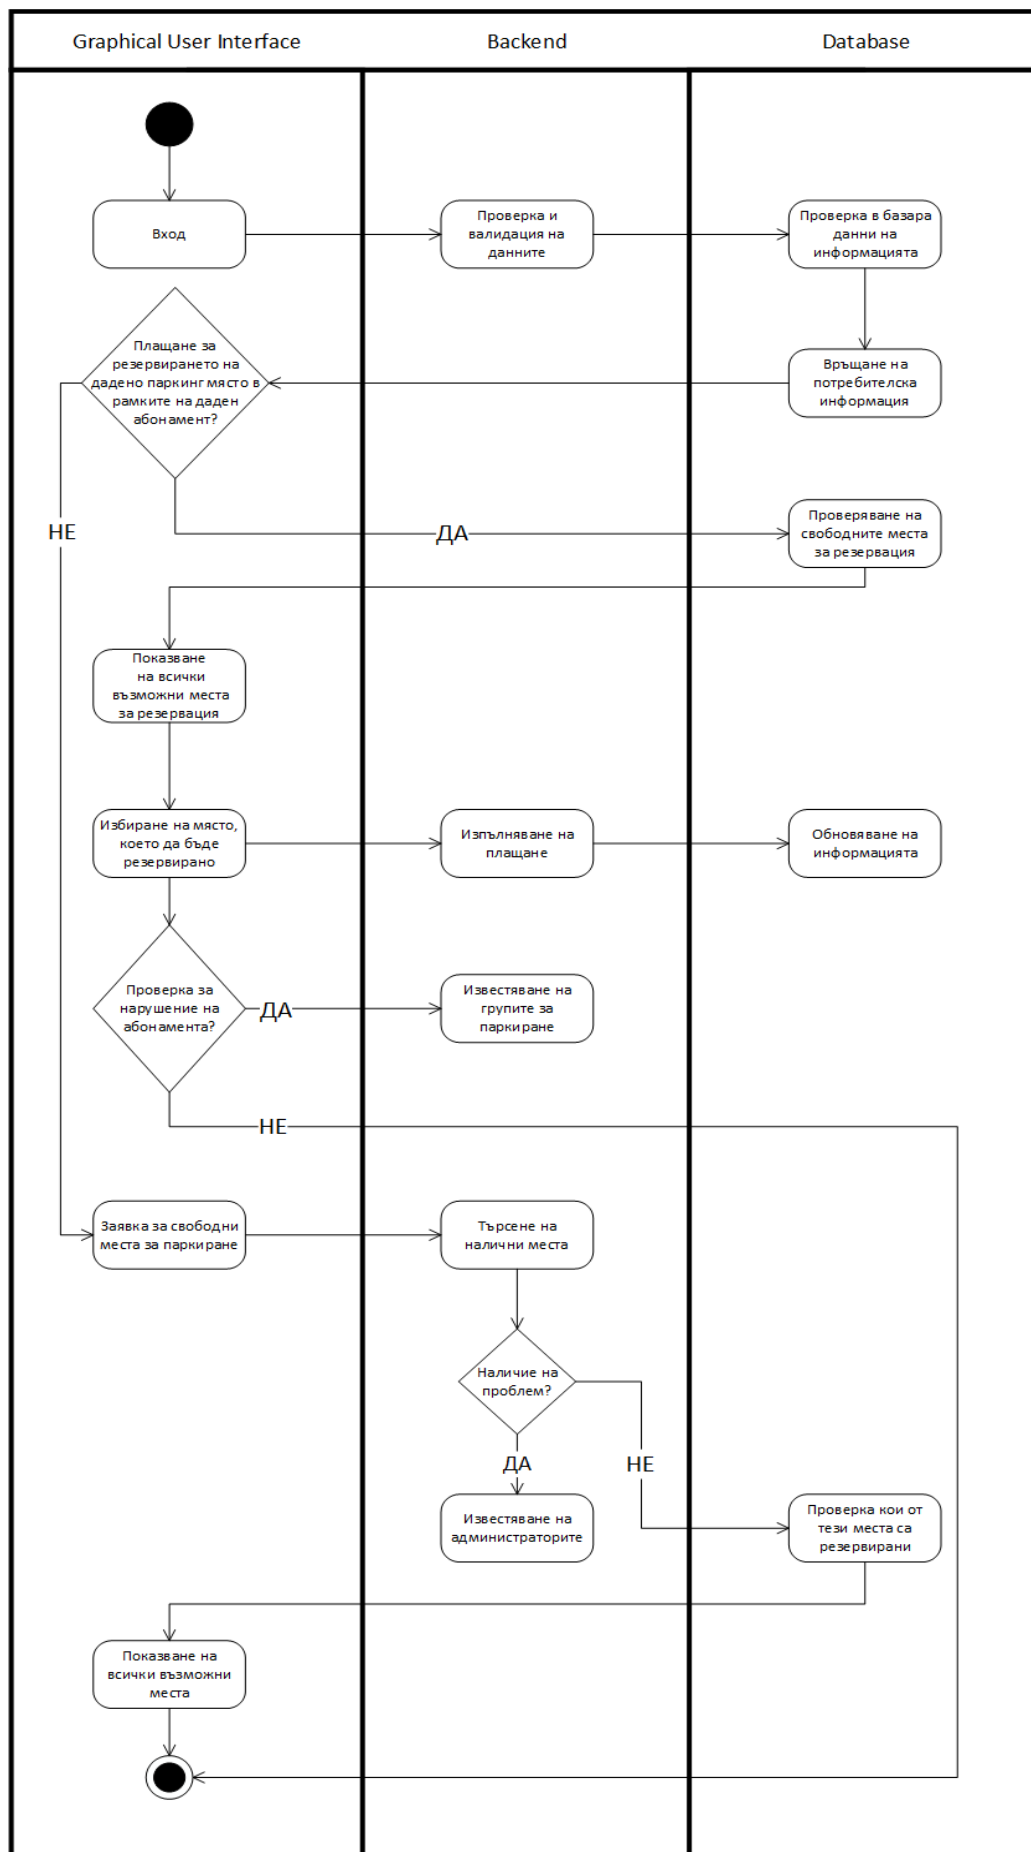 Graphical User Interface
Backend
Database
Вход
Проверка и
валидация на
данните
Проверка в базара
данни на
информацията
Плащане за
резервирането на
дадено паркинг място в
рамките на даден
абонамент?
Връщане на
потребителска
информация
НЕ
ДА
Проверяване на
свободните места
за резервация
Показване
на всички
възможни места
за резервация
Избиране на място,
което да бъде
резервирано
Изпълняване на
плащане
Обновяване на
информацията
Проверка за
нарушение на
абонамента?
ДА
Известяване на
групите за
паркиране
НЕ
Заявка за свободни
места за паркиране
Търсене на
налични места
Наличие на
проблем?
ДА
НЕ
Известяване на
администраторите
Проверка кои от
тези места са
резервирани
Показване на
всички възможни
места